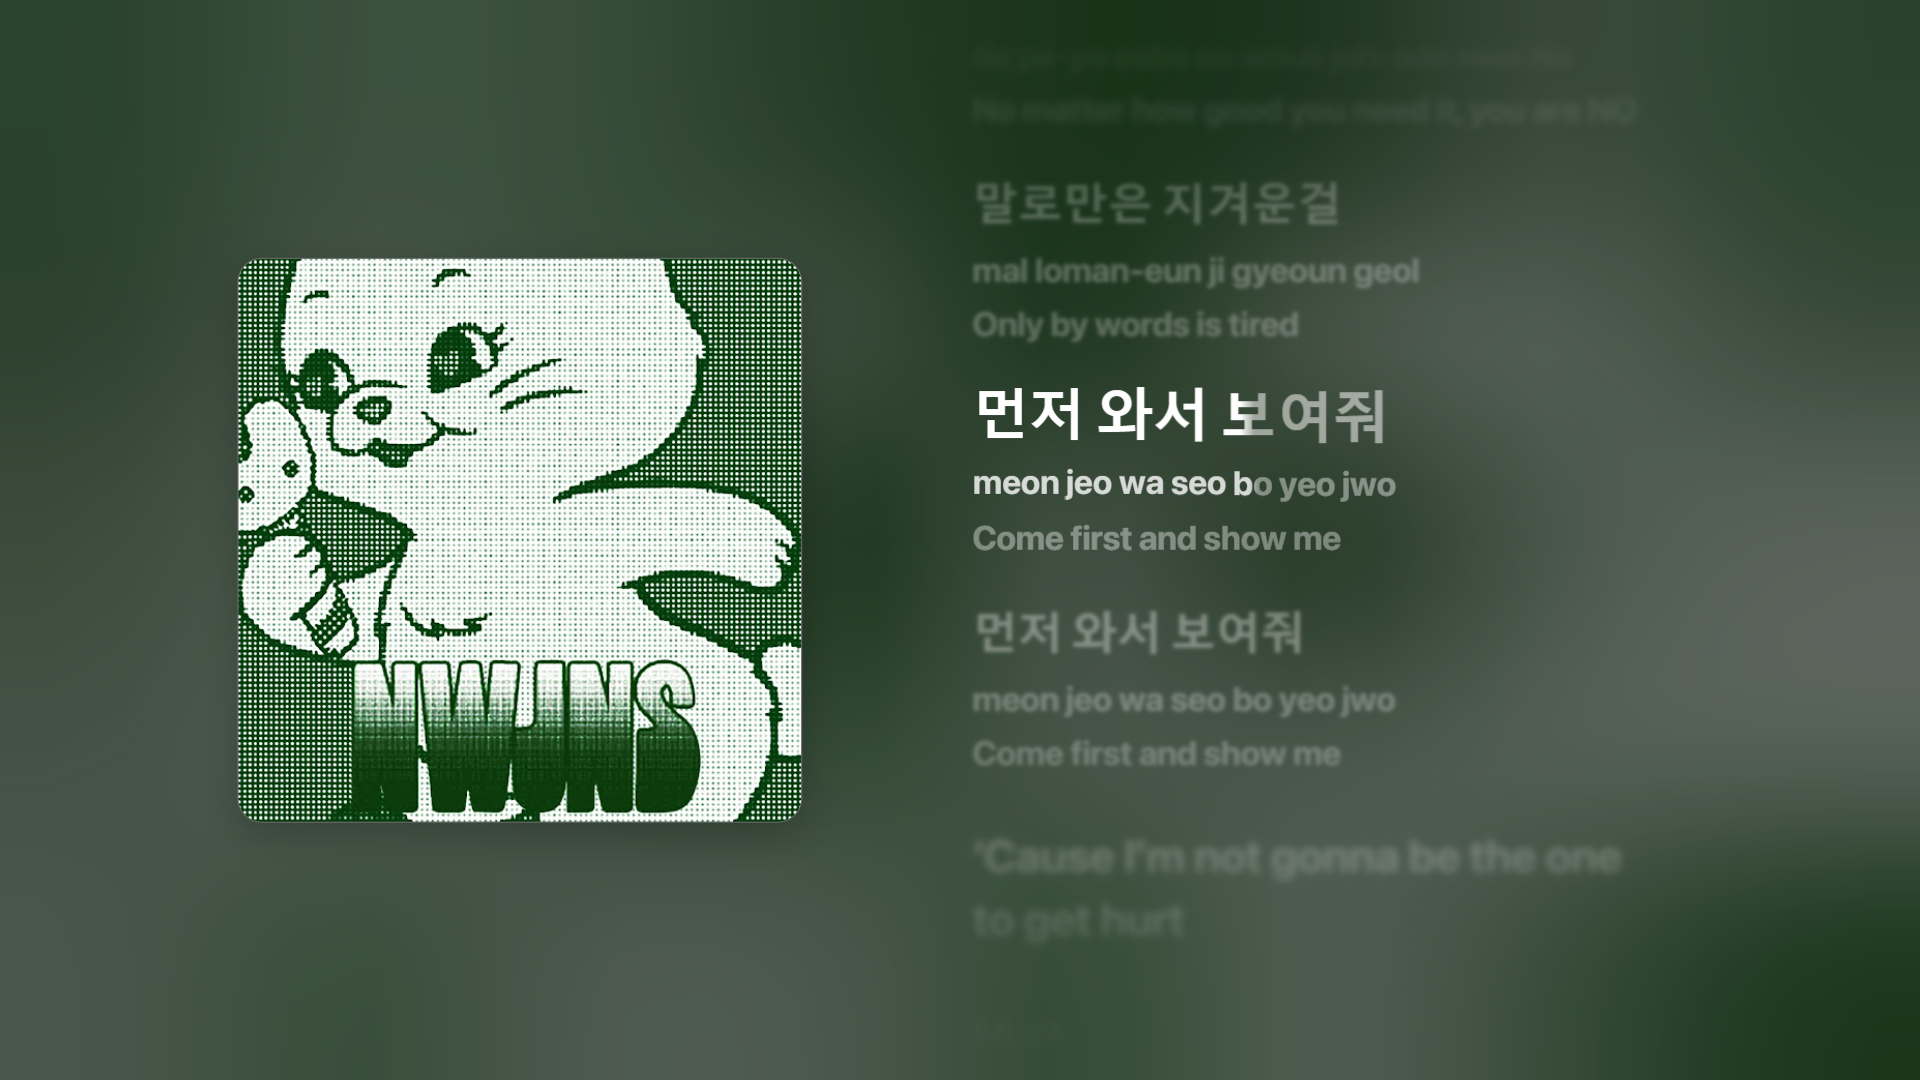 No matter how good you need it, you are NO
말로만은 지겨운걸
mal loman-eun ji gyeoun geol
Only by words is tired
먼저 와서 보여줘
meon jeo wa seo bo yeo jwo
Come first and show me
먼저 와서 보여줘
meon jeo wa seo bo yeo jwo
Come first and show me
‘Cause I’m not gonna be the one
to get hurt
NWJNS